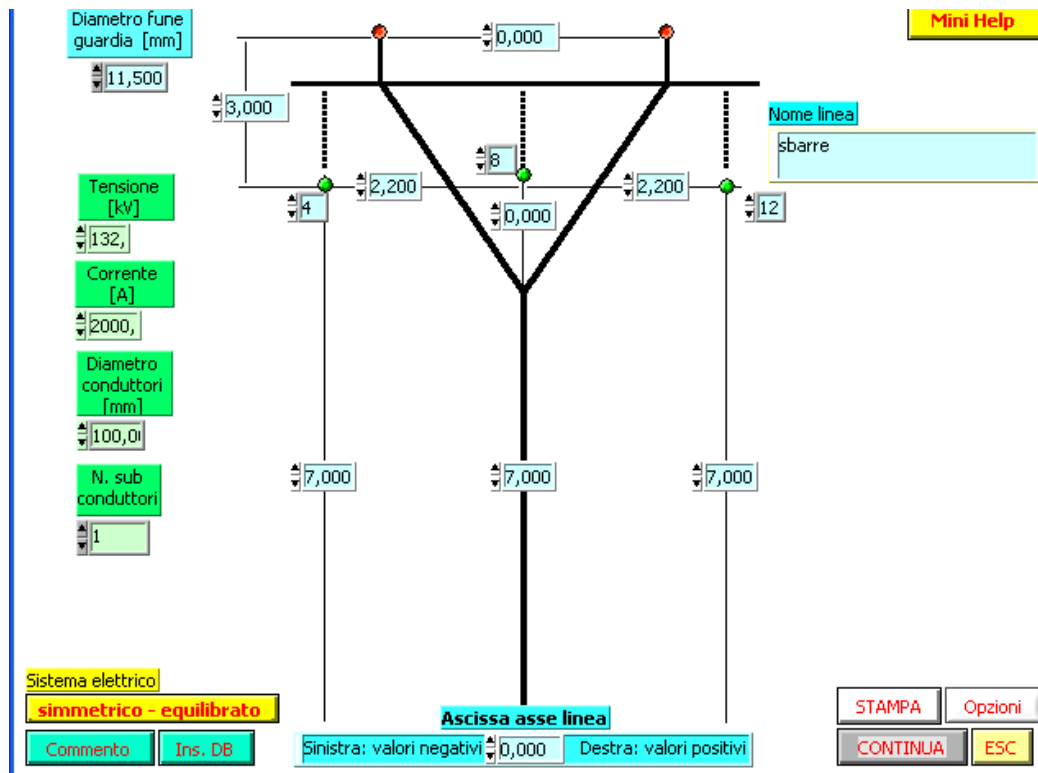 Diametro fune
guardia [mm]
11,500
0,000
Mini Help
3,000
Nome linea
sbarre
8
Tensione
[kV]
132,
2,200
2,200
4
0,000
12
Corrente
[A]
2000,
Diametro
conduttori
[mm]
100,0
N. sub
conduttori
1
7,000
7,000
7,000
Sistema elettrico
simmetrico - equilibrato
Commento
Ins. DB
Ascissa asse linea
Sinistra: valori negativi
0,000
Destra: valori positivi
STAMPA
Opzioni
CONTINUA
ESC